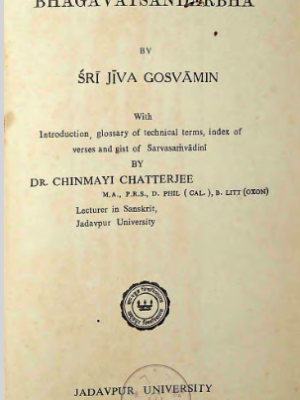 BHAGAVATSANDARBHA
BY
ŚRĪ JĪVA GOSVĀMIN
With
Introduction, glossary of technical terms, index of
verses and gist of Sarvasaṁvādinī
BY
DR. CHINMAYI CHATTERJEE
M.A., P.R.S., D. PHIL ( CAL. ), B. LITT (OXON)
Lecturer in Sanskrit,
Jadavpur University
JADAVPUR UNIVERSITY